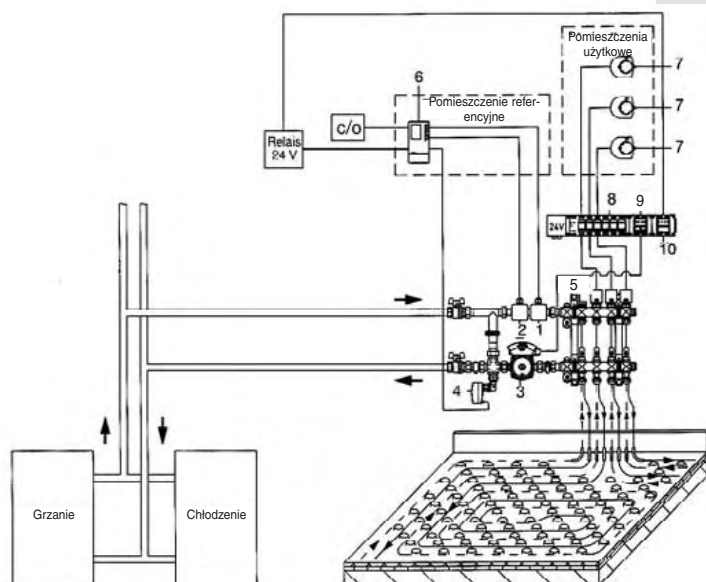 Pomieszczenia
użytkowe
7
7
7
6
Pomieszczenie refer-
encyjne
c/o
Relais
24 V
8
9
24V
10
5
2
1
4
3
Grzanie
Chłodzenie